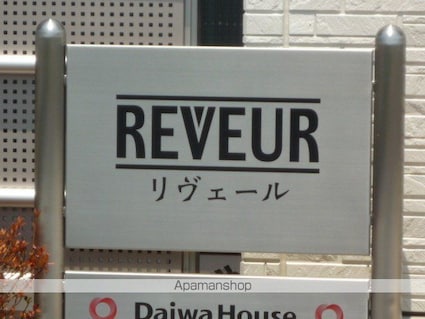 REVEUR
リヴェール
Apamanshop
Daiwa House